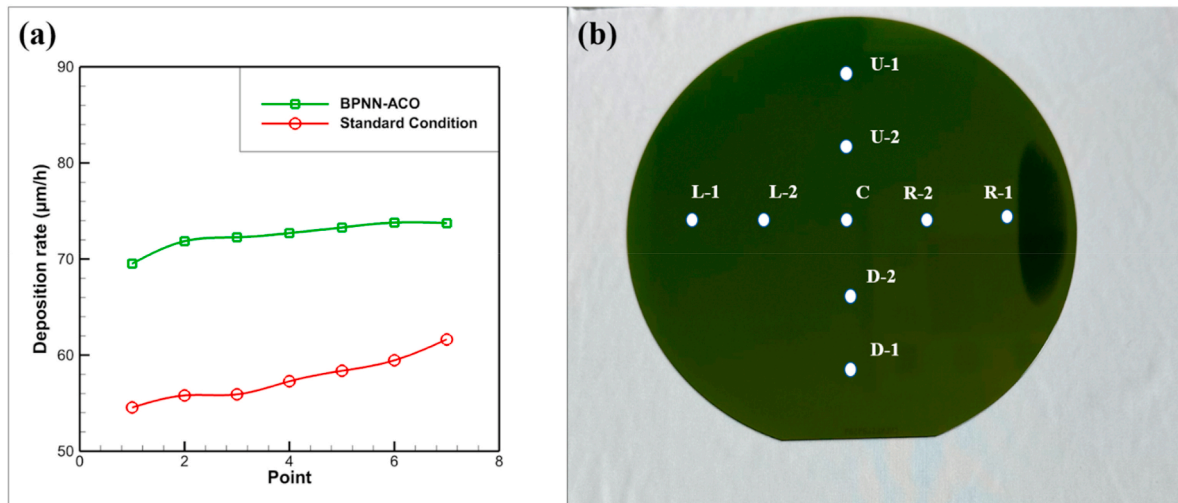 (a)
90
80
70
60
50
0
2
4
6
8
Deposition rate (μm/h)
Point
BPNN-ACO
Standard Condition
(b)
U-1
U-2
L-1
L-2
C
R-2
R-1
D-2
D-1